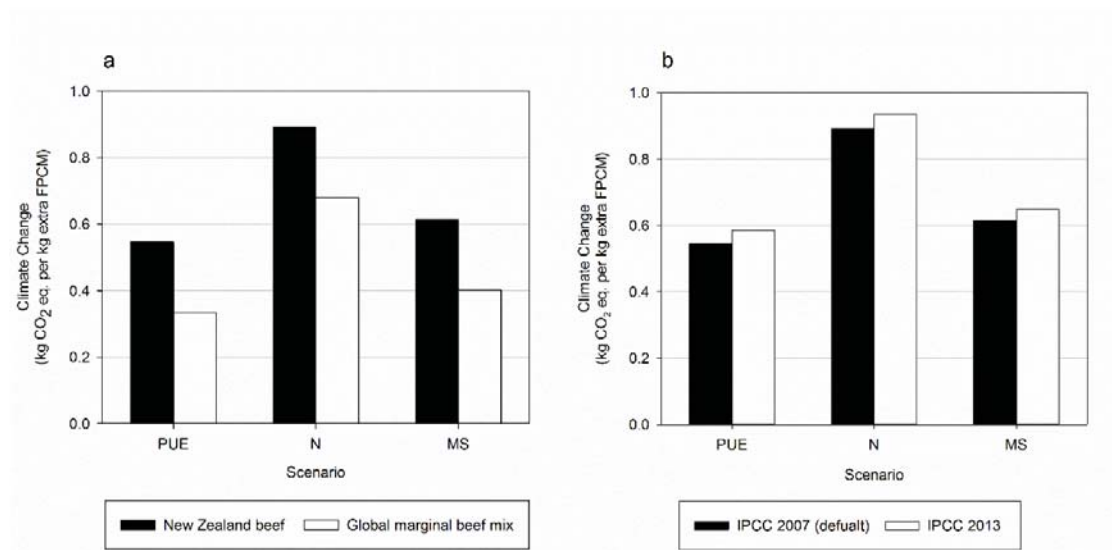 a
1.0
0.8
0.6
0.4
0.2
0.0
Climate Change
(kg CO2 eq. per kg extra FPCM)
PUE N MS
Scenario
New Zealand beef Global marginal beef mix
b
1.0
0.8
0.6
0.4
0.2
0.0
Climate Change
(kg CO2 eq. per kg extra FPCM)
PUE N MS
Scenario
IPCC 2007 (defualt) IPCC 2013